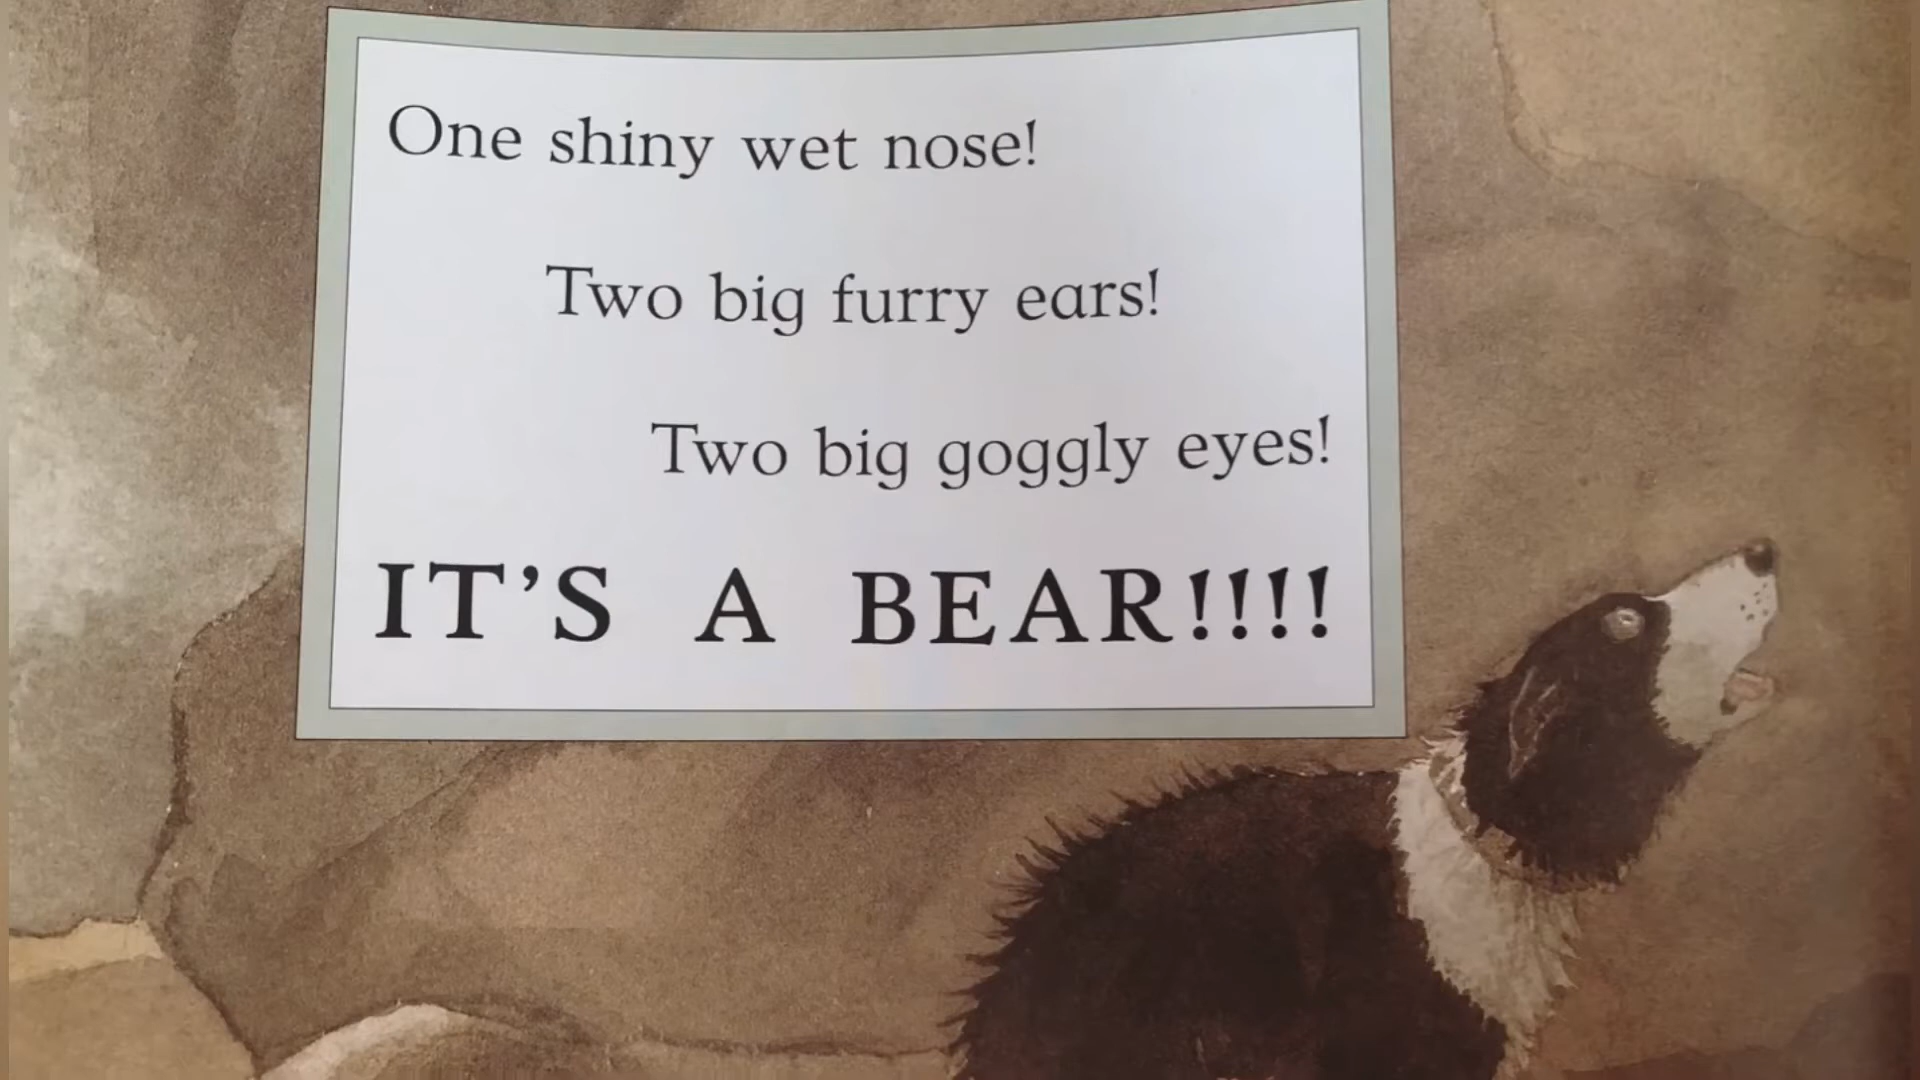 One shiny wet nose!
Two big furry ears!
Two big goggly eyes!
IT'S A BEAR!!!!